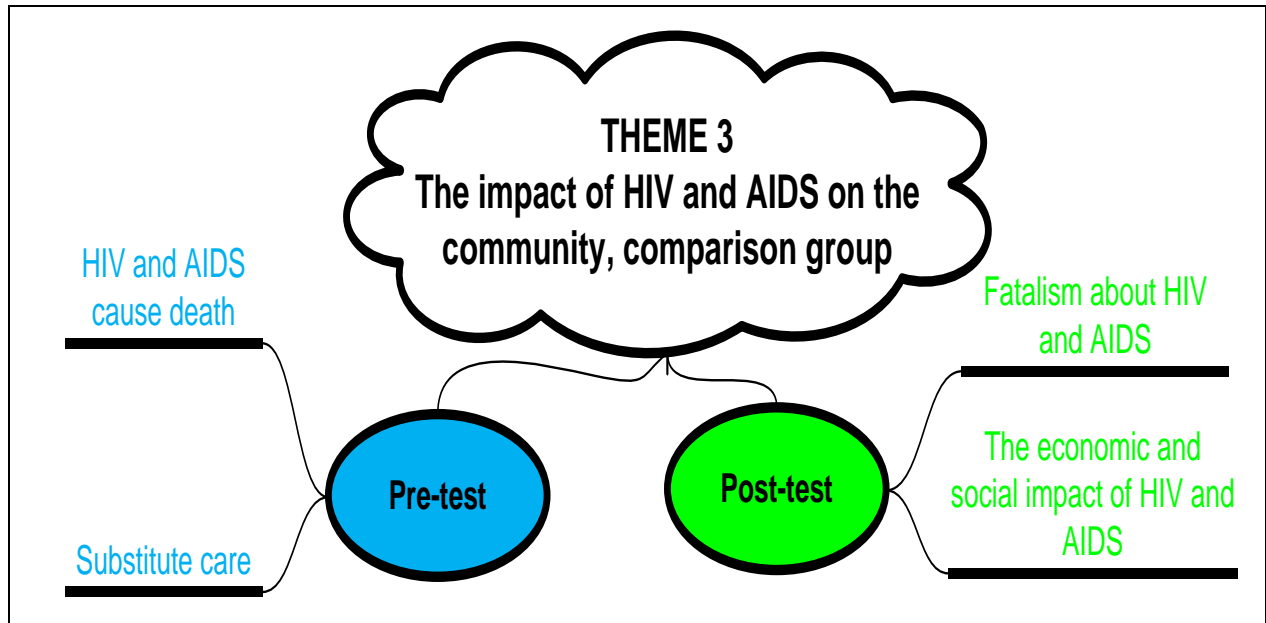 THEME 3
The impact of HIV and AIDS on the
community, comparison group
HIV and AIDS
cause death
Substitute care
Pre-test
Post-test
Fatalism about HIV
and AIDS
The economic and
social impact of HIV and
AIDS